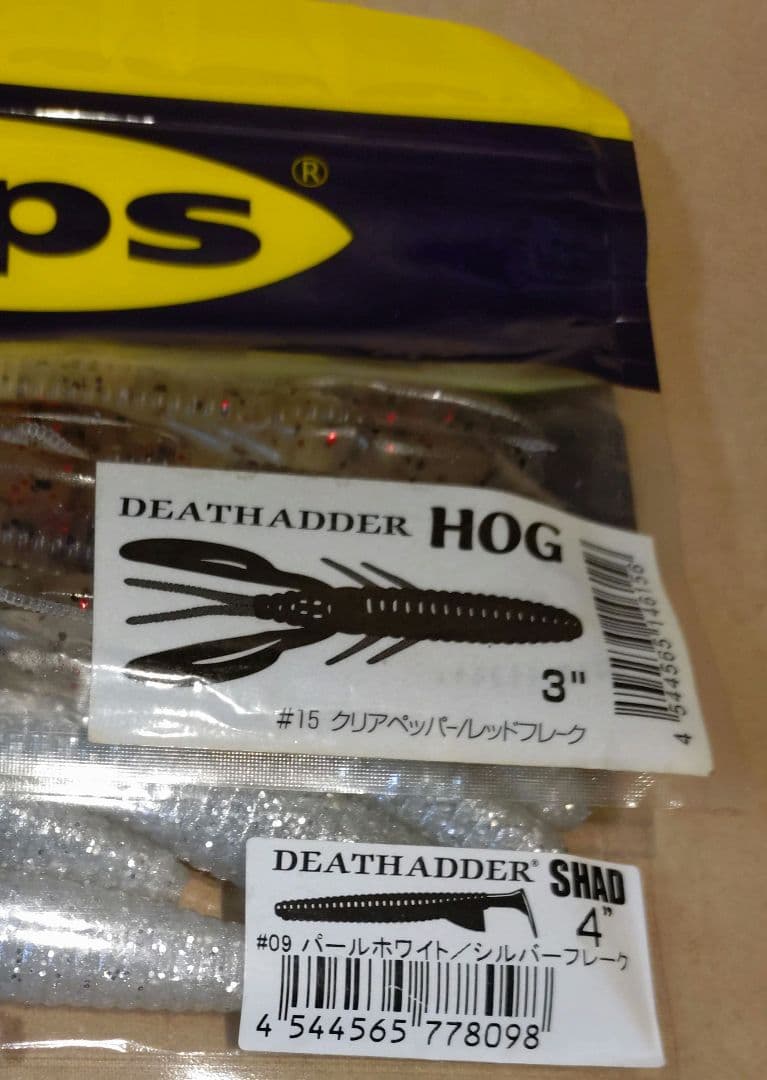 ps®
DEATHADDER HOG
3"
#15 クリアペッパー/レッドフレーク
DEATHADDER® SHAD
4"
#09 パールホワイト/シルバーフレーク
4 544565 778098